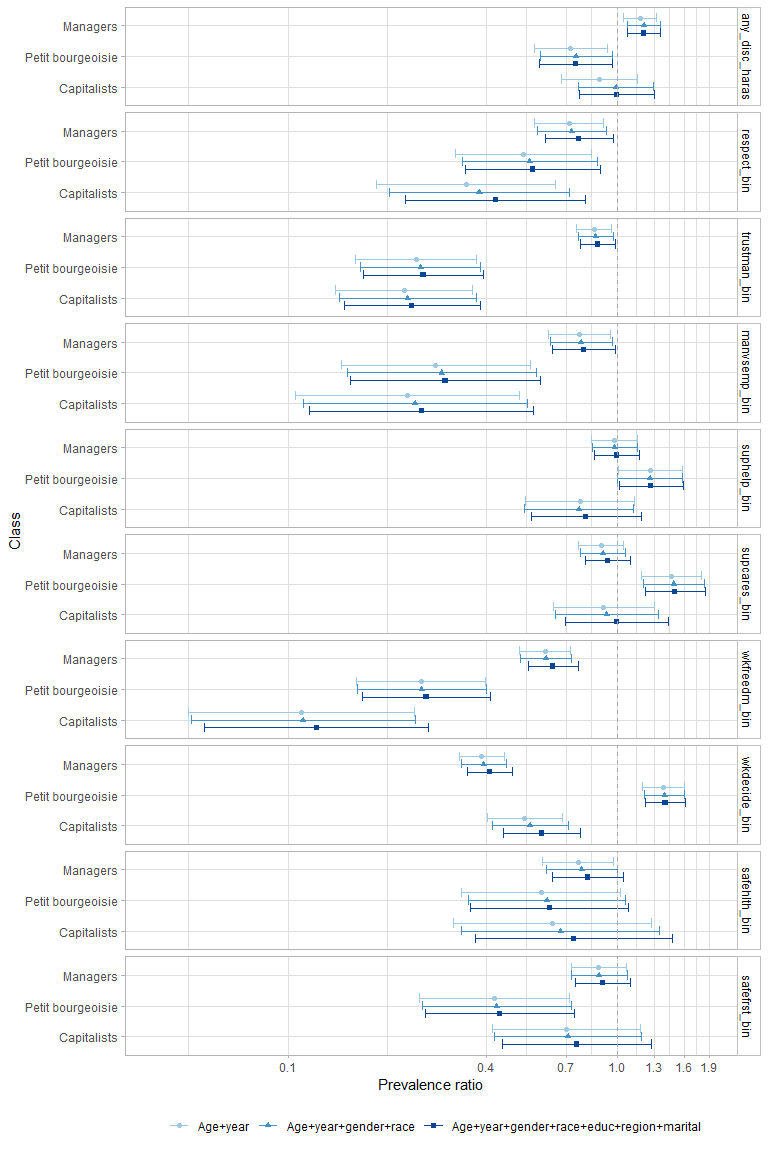 any_disc_haras
Managers
Petit bourgeoisie
Capitalists
respect_bin
Managers
Petit bourgeoisie
Capitalists
trustman_bin
Managers
Petit bourgeoisie
Capitalists
manvsemp_bin
Managers
Petit bourgeoisie
Capitalists
suphelp_bin
Managers
Petit bourgeoisie
Capitalists
supcares_bin
Managers
Petit bourgeoisie
Capitalists
wkfreedm_bin
Managers
Petit bourgeoisie
Capitalists
wkdecide_bin
Managers
Petit bourgeoisie
Capitalists
safehlth_bin
Managers
Petit bourgeoisie
Capitalists
safefrst_bin
Managers
Petit bourgeoisie
Capitalists
Class
0.1 0.4 0.7 1.0 1.3 1.6 1.9
Prevalence ratio
Age+year Age+year+gender+race Age+year+gender+race+educ+region+marital